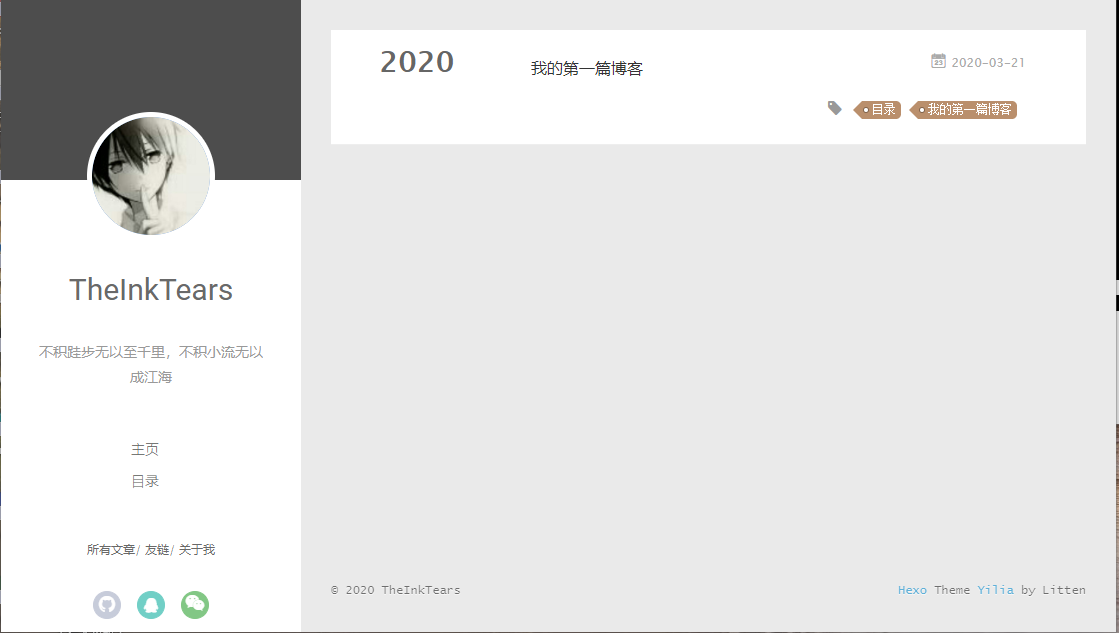 TheInkTears
不积跬步无以至千里，不积小流无以
成江海
主页
目录
所有文章/ 友链/ 关于我
2020
我的第一篇博客
23 2020-03-21
目录 我的第一篇博客
© 2020 TheInkTears
Hexo Theme Yilia by Litten